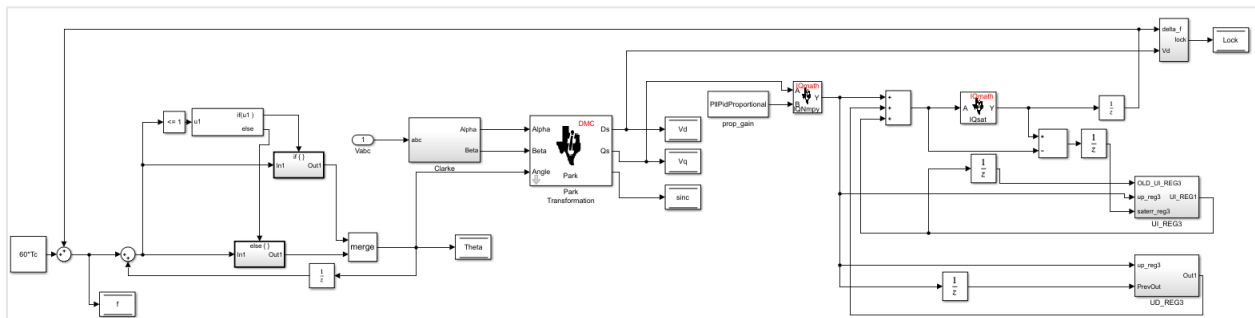 delta_f
lock
Vd
Lock
IQmath
A
B
Y
IQNmpy
PllPidProportional
prop_gain
+
+
+
IQmath
A
Y
IQsat
1
z
<= 1
u1
if(u1 )
else
if ( )
In1
Out1
1
Vabc
abc
Alpha
Beta
Clarke
DMC
Alpha
Beta
Angle
Ds
Qs
Park
Park
Transformation
Vd
Vq
sinc
+
−
1
z
1
z
OLD_UI_REG3
up_reg3
saterr_reg3
UI_REG1
UI_REG3
60*Tc
+
+
+
+
else ( )
In1
Out1
merge
Theta
1
z
f
up_reg3
PrevOut
Out1
UD_REG3
1
z